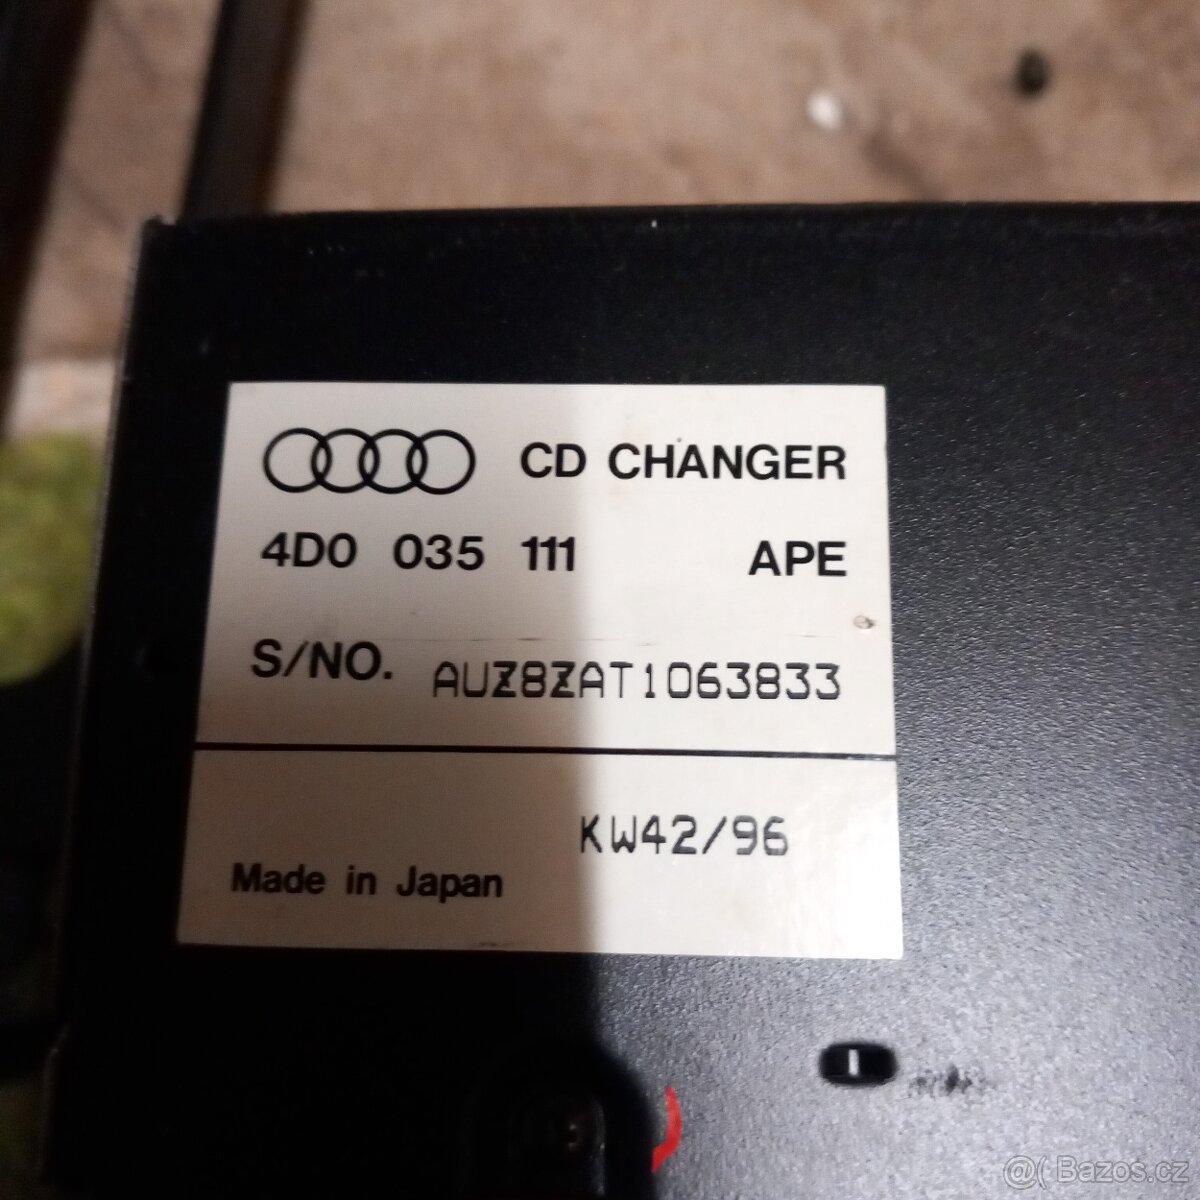 CD CHANGER
4D0 035 111 APE
S/NO. AUZ8ZAT1063833
KW42/96
Made in Japan
@( Bazos.cz